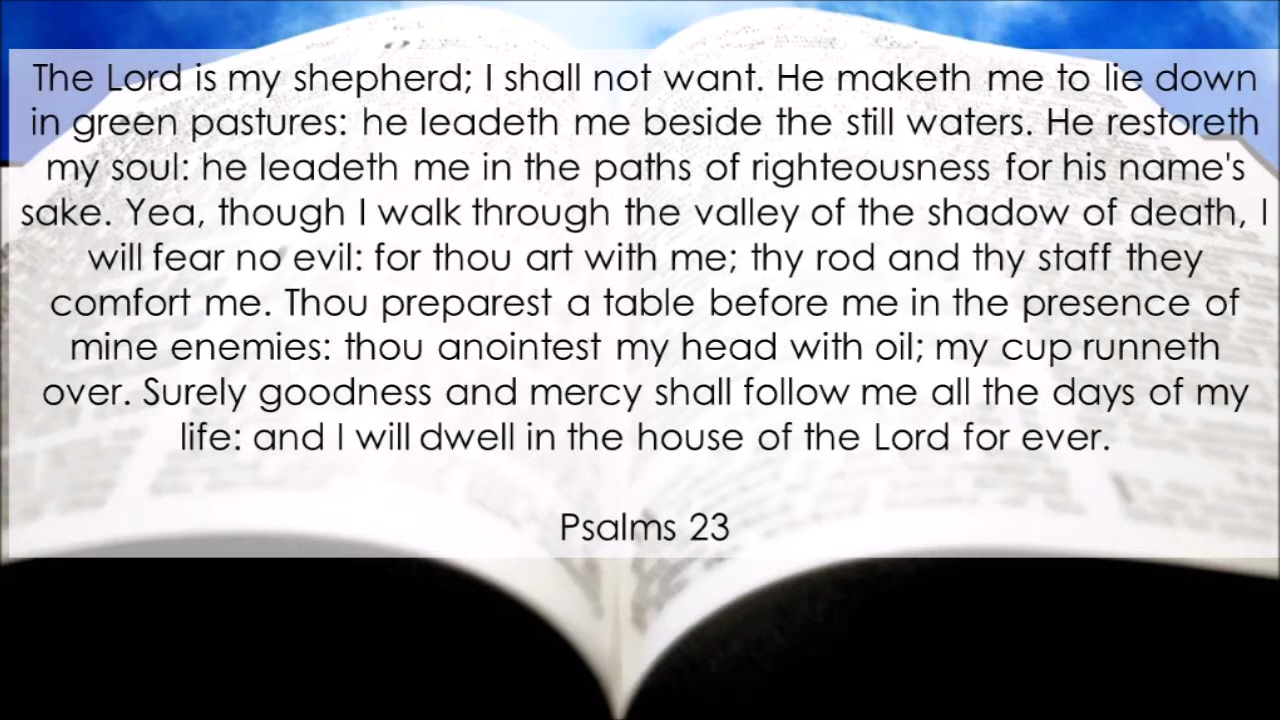 The Lord is my shepherd; I shall not want. He maketh me to lie down
in green pastures: he leadeth me beside the still waters. He restoreth
my soul: he leadeth me in the paths of righteousness for his name's
sake. Yea, though I walk through the valley of the shadow of death, I
will fear no evil: for thou art with me; thy rod and thy staff they
comfort me. Thou preparest a table before me in the presence of
mine enemies: thou anointest my head with oil; my cup runneth
over. Surely goodness and mercy shall follow me all the days of my
life: and I will dwell in the house of the Lord for ever.
Psalms 23